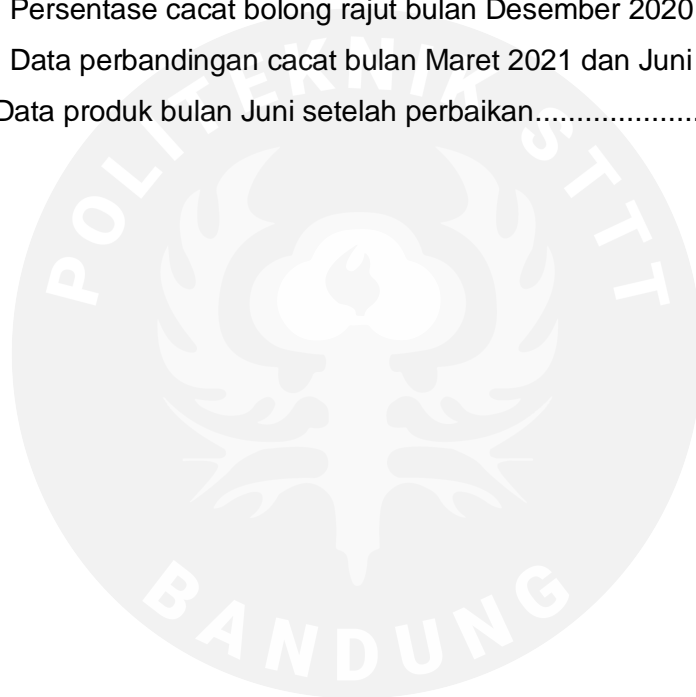 Persentase cacat bolong rajut bulan Desember 2020
Data perbandingan cacat bulan Maret 2021 dan Juni
Data produk bulan Juni setelah perbaikan....................
POLITEKNIK STTT
BANDUNG